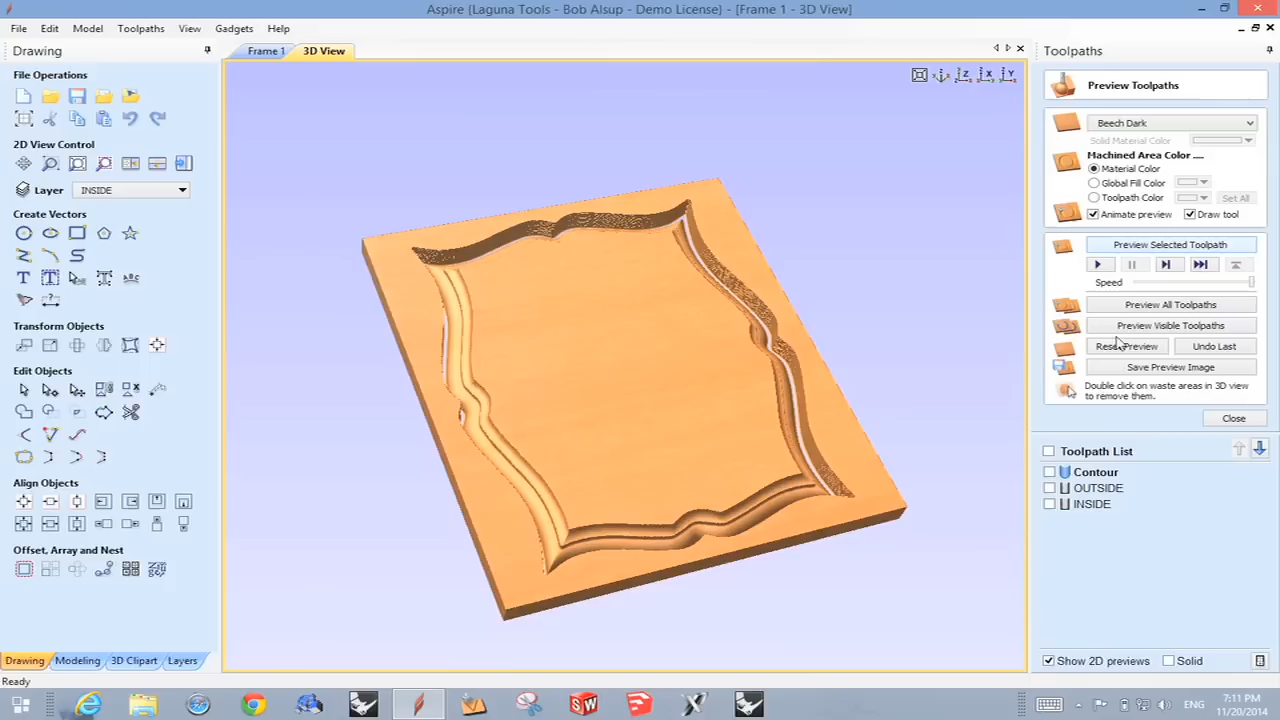 Aspire (Laguna Tools - Bob Alsup - Demo License) - [Frame 1 - 3D View]
File Edit Model Toolpaths View Gadgets Help
Drawing
File Operations
2D View Control
Layer INSIDE
Create Vectors
Transform Objects
Edit Objects
Align Objects
Offset, Array and Nest
Drawing Modeling 3D Clipart Layers
Ready
Frame 1 3D View
Z X Y
Toolpaths
Preview Toolpaths
Beech Dark
Solid Material Color
Machined Area Color ....
Material Color
Global Fill Color
Toolpath Color Set All
Animate preview Draw tool
Preview Selected Toolpath
Speed
Preview All Toolpaths
Preview Visible Toolpaths
Reset Preview Undo Last
Save Preview Image
Double click on waste areas in 3D view
to remove them.
Close
Toolpath List
Contour
OUTSIDE
INSIDE
Show 2D previews Solid
ENG
7:11 PM
11/20/2014